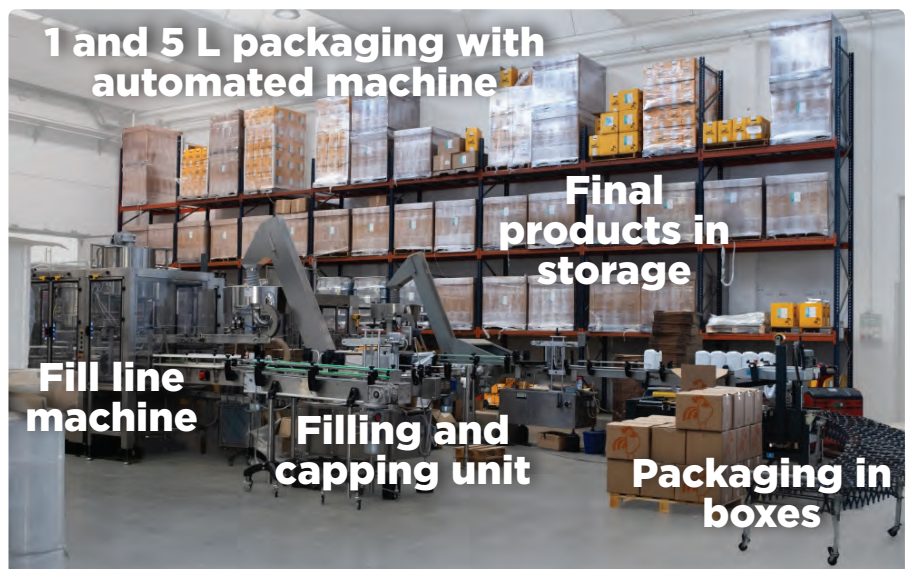 1 and 5 L packaging with
automated machine
Final
products in
storage
Fill line
machine
Filling and
capping unit
Packaging in
boxes